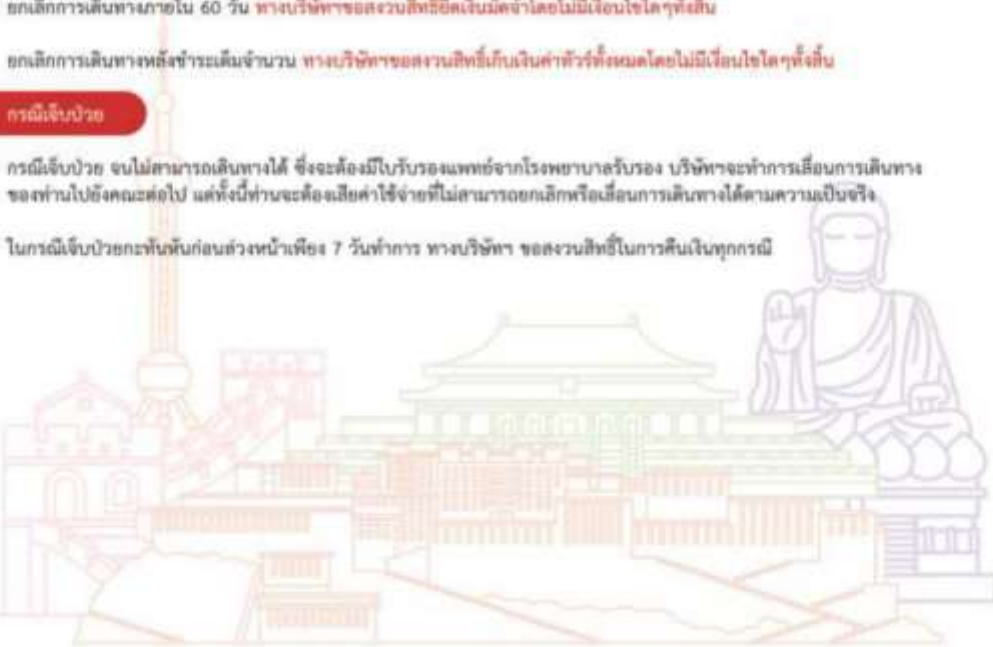 ยกเลิกการเดินทางภายใน 60 วัน ทางบริษัทฯขอสงวนสิทธิ์ยึดเงินมัดจำโดยไม่มีเงื่อนไขใดๆทั้งสิ้น
ยกเลิกการเดินทางหลังชำระเต็มจำนวน ทางบริษัทฯขอสงวนสิทธิ์เก็บเงินค่าทัวร์ทั้งหมดโดยไม่มีเงื่อนไขใดๆทั้งสิ้น
กรณีเจ็บป่วย
กรณีเจ็บป่วย จนไม่สามารถเดินทางได้ ซึ่งจะต้องมีใบรับรองแพทย์จากโรงพยาบาลรับรอง บริษัทฯจะทำการเลื่อนการเดินทาง
ของท่านไปยังคณะต่อไป แต่ทั้งนี้ท่านจะต้องเสียค่าใช้จ่ายที่ไม่สามารถยกเลิกหรือเลื่อนการเดินทางได้ตามความเป็นจริง
ในกรณีเจ็บป่วยกะทันหันก่อนล่วงหน้าเพียง 7 วันทำการ ทางบริษัทฯ ขอสงวนสิทธิ์ในการคืนเงินทุกกรณี